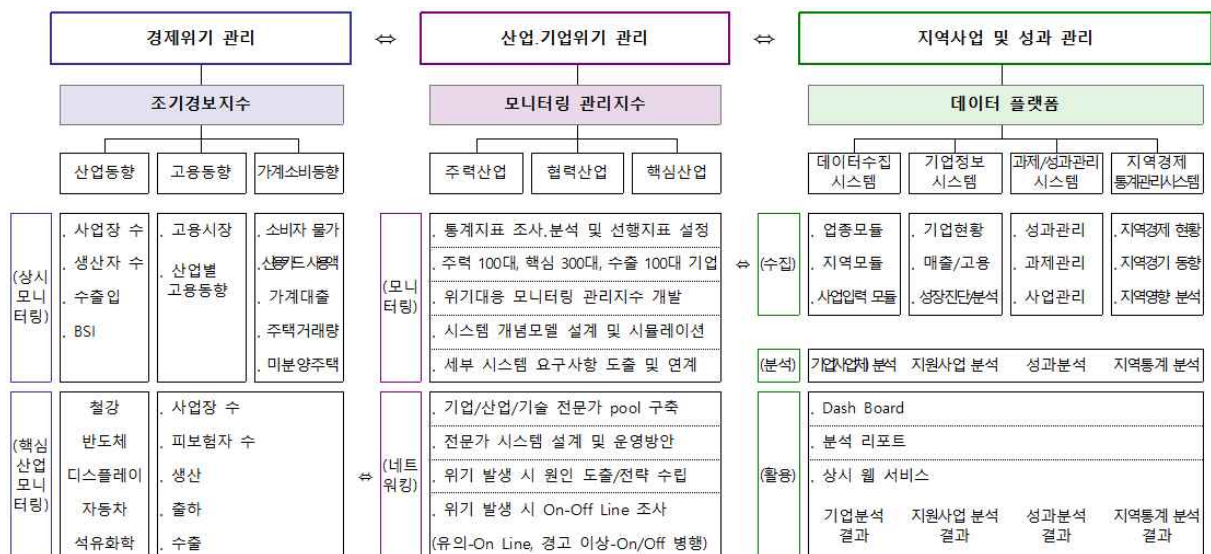 경제위기 관리 ⇔ 산업.기업위기 관리 ⇔ 지역사업 및 성과 관리
조기경보지수 모니터링 관리지수 데이터 플랫폼
산업동향 고용동향 가계소비동향 주력산업 협력산업 핵심산업
데이터수집 시스템
기업정보 시스템
과제/성과관리 시스템
지역경제 통계관리시스템
(상시 모니터링)
. 사업장 수
. 생산자 수
. 수출입
. BSI
. 고용시장
. 산업별
고용동향
. 소비자 물가
. 신용카드 사용액
. 가계대출
. 주택거래량
. 미분양주택
(핵심 산업 모니터링)
철강
반도체
디스플레이
자동차
석유화학
. 사업장 수
. 피보험자 수
. 생산
. 출하
. 수출
⇔
(모니터링)
. 통계지표 조사.분석 및 선행지표 설정
. 주력 100대, 핵심 300대, 수출 100대 기업
. 위기대응 모니터링 관리지수 개발
. 시스템 개념모델 설계 및 시뮬레이션
. 세부 시스템 요구사항 도출 및 연계
(네트워킹)
. 기업/산업/기술 전문가 pool 구축
. 전문가 시스템 설계 및 운영방안
. 위기 발생 시 원인 도출/전략 수립
. 위기 발생 시 On-Off Line 조사
(유의-On Line, 경고 이상-On/Off 병행)
⇔
(수집)
. 업종모듈
. 지역모듈
. 사업입력 모듈
. 기업현황
. 매출/고용
. 성장진단/분석
. 성과관리
. 과제관리
. 사업관리
. 지역경제 현황
. 지역경기 동향
. 지역영향 분석
(분석) 기업(사업체) 분석 지원사업 분석 성과분석 지역통계 분석
(활용)
. Dash Board
. 분석 리포트
. 상시 웹 서비스
기업분석 지원사업 분석 성과분석 지역통계 분석
결과 결과 결과 결과